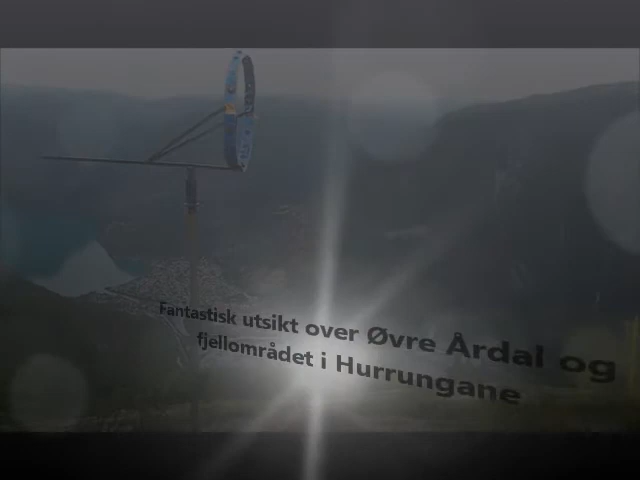 Fantastisk utsikt over Øvre Årdal og
fjellområdet i Hurrungane